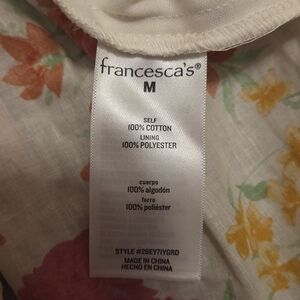 francesca's®
M
SELF
100% COTTON
LINING
100% POLYESTER
cuerpo
100% algodón
forro
100% poliéster
STYLE #26EY7IYGRD
MADE IN CHINA
HECHO EN CHINA